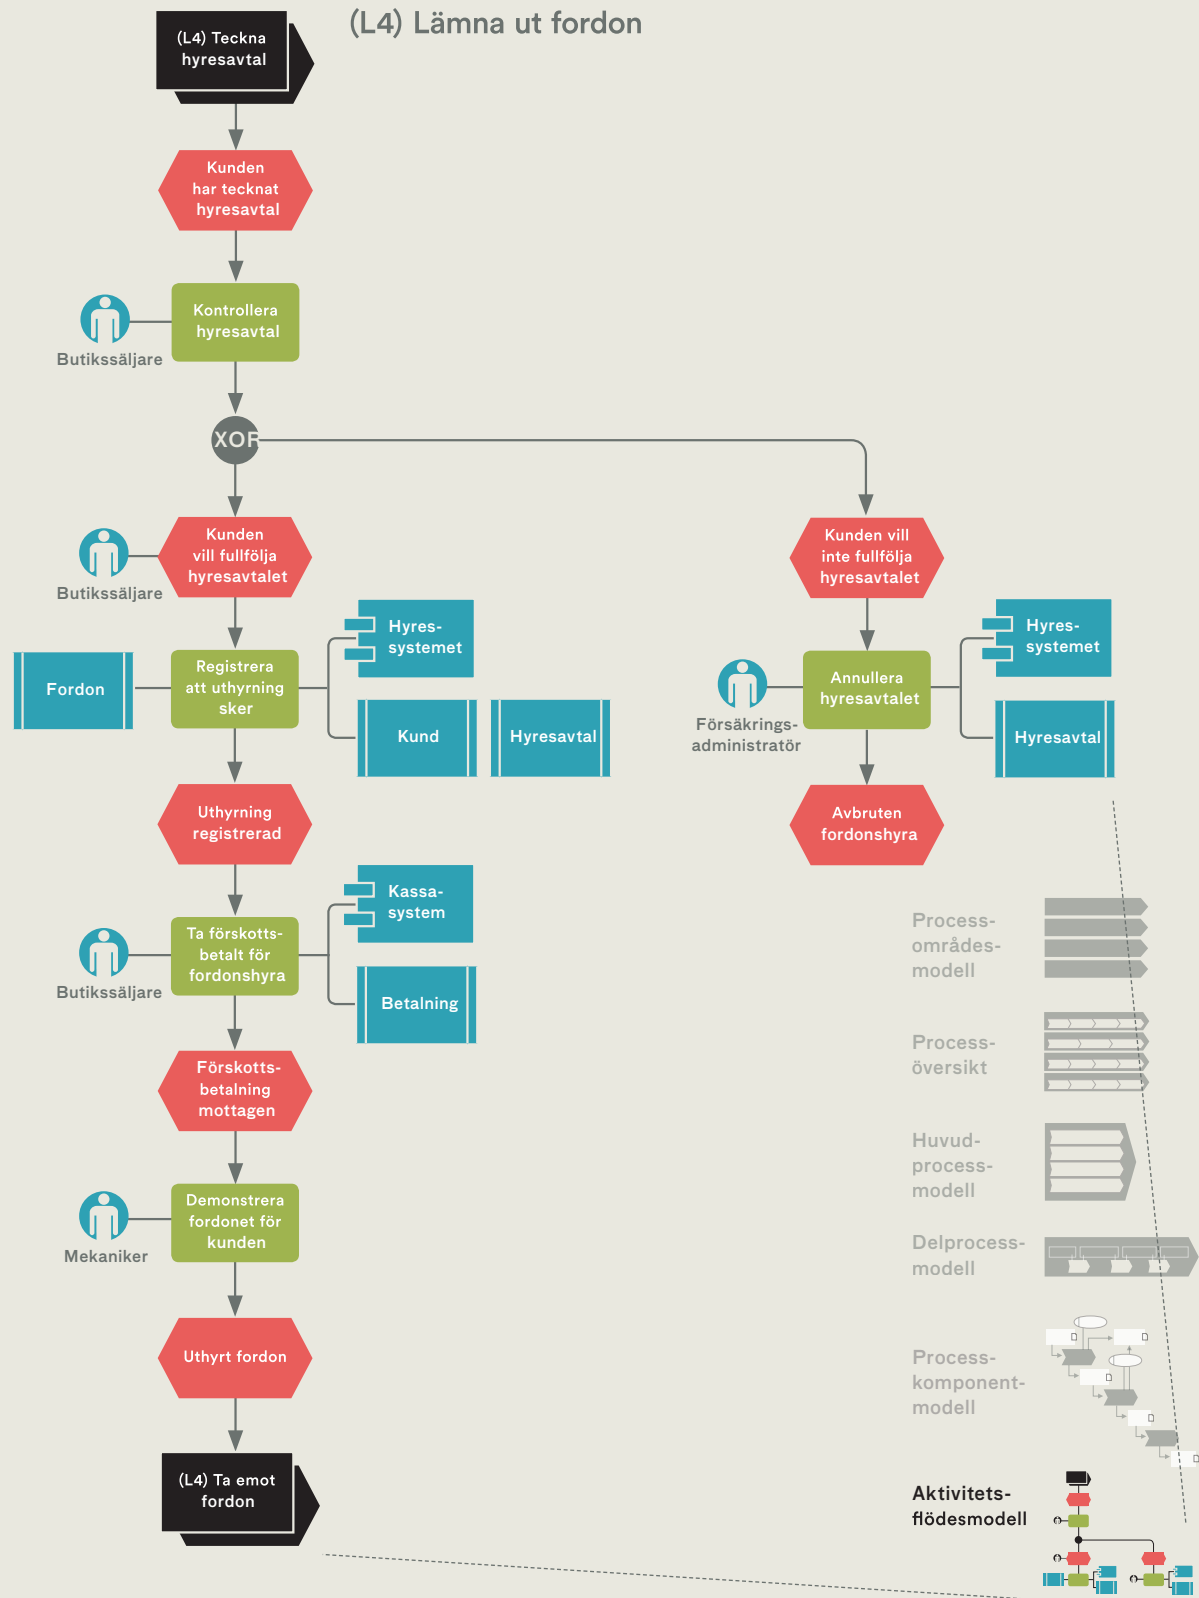 (L4) Lämna ut fordon
(L4) Teckna
hyresavtal
Kunden
har tecknat
hyresavtal
Kontrollera
hyresavtal
Butikssäljare
XOR
Kunden
vill fullfölja
hyresavtalet
Butikssäljare
Kunden vill
inte fullfölja
hyresavtalet
Fordon
Registrera
att uthyrning
sker
Hyres-
systemet
Kund
Hyresavtal
Försäkrings-
administratör
Annullera
hyresavtalet
Hyres-
systemet
Hyresavtal
Uthyrning
registrerad
Avbruten
fordonshyra
Butikssäljare
Ta förskotts-
betalt för
fordonshyra
Kassa-
system
Betalning
Förskotts-
betalning
mottagen
Mekaniker
Demonstrera
fordonet för
kunden
Uthyrt fordon
(L4) Ta emot
fordon
Process-
områdes-
modell
Process-
översikt
Huvud-
process-
modell
Delprocess-
modell
Process-
komponent-
modell
Aktivitets-
flödesmodell